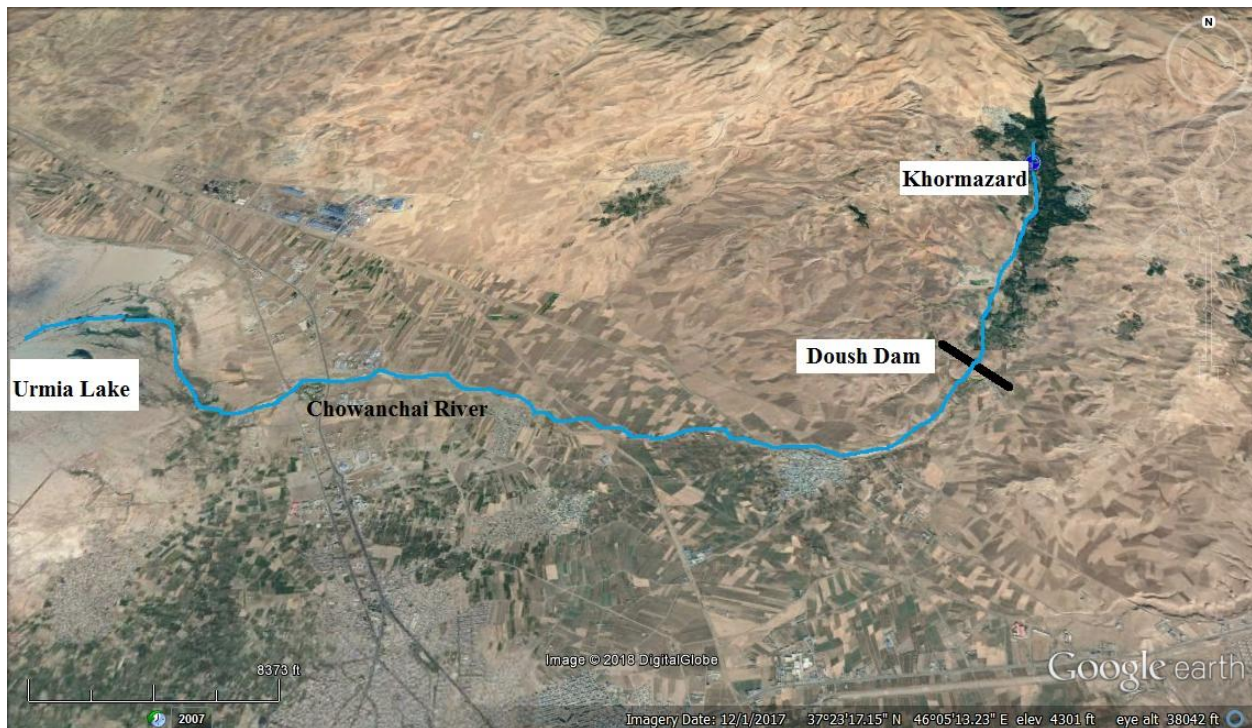 N
Khormazard
Doush Dam
Urmia Lake
Chowanchai River
8373 ft
Image © 2018 DigitalGlobe
Google earth
2007
Imagery Date: 12/1/2017 37°23'17.15" N 46°05'13.23" E elev 4301 ft eye alt 38042 ft